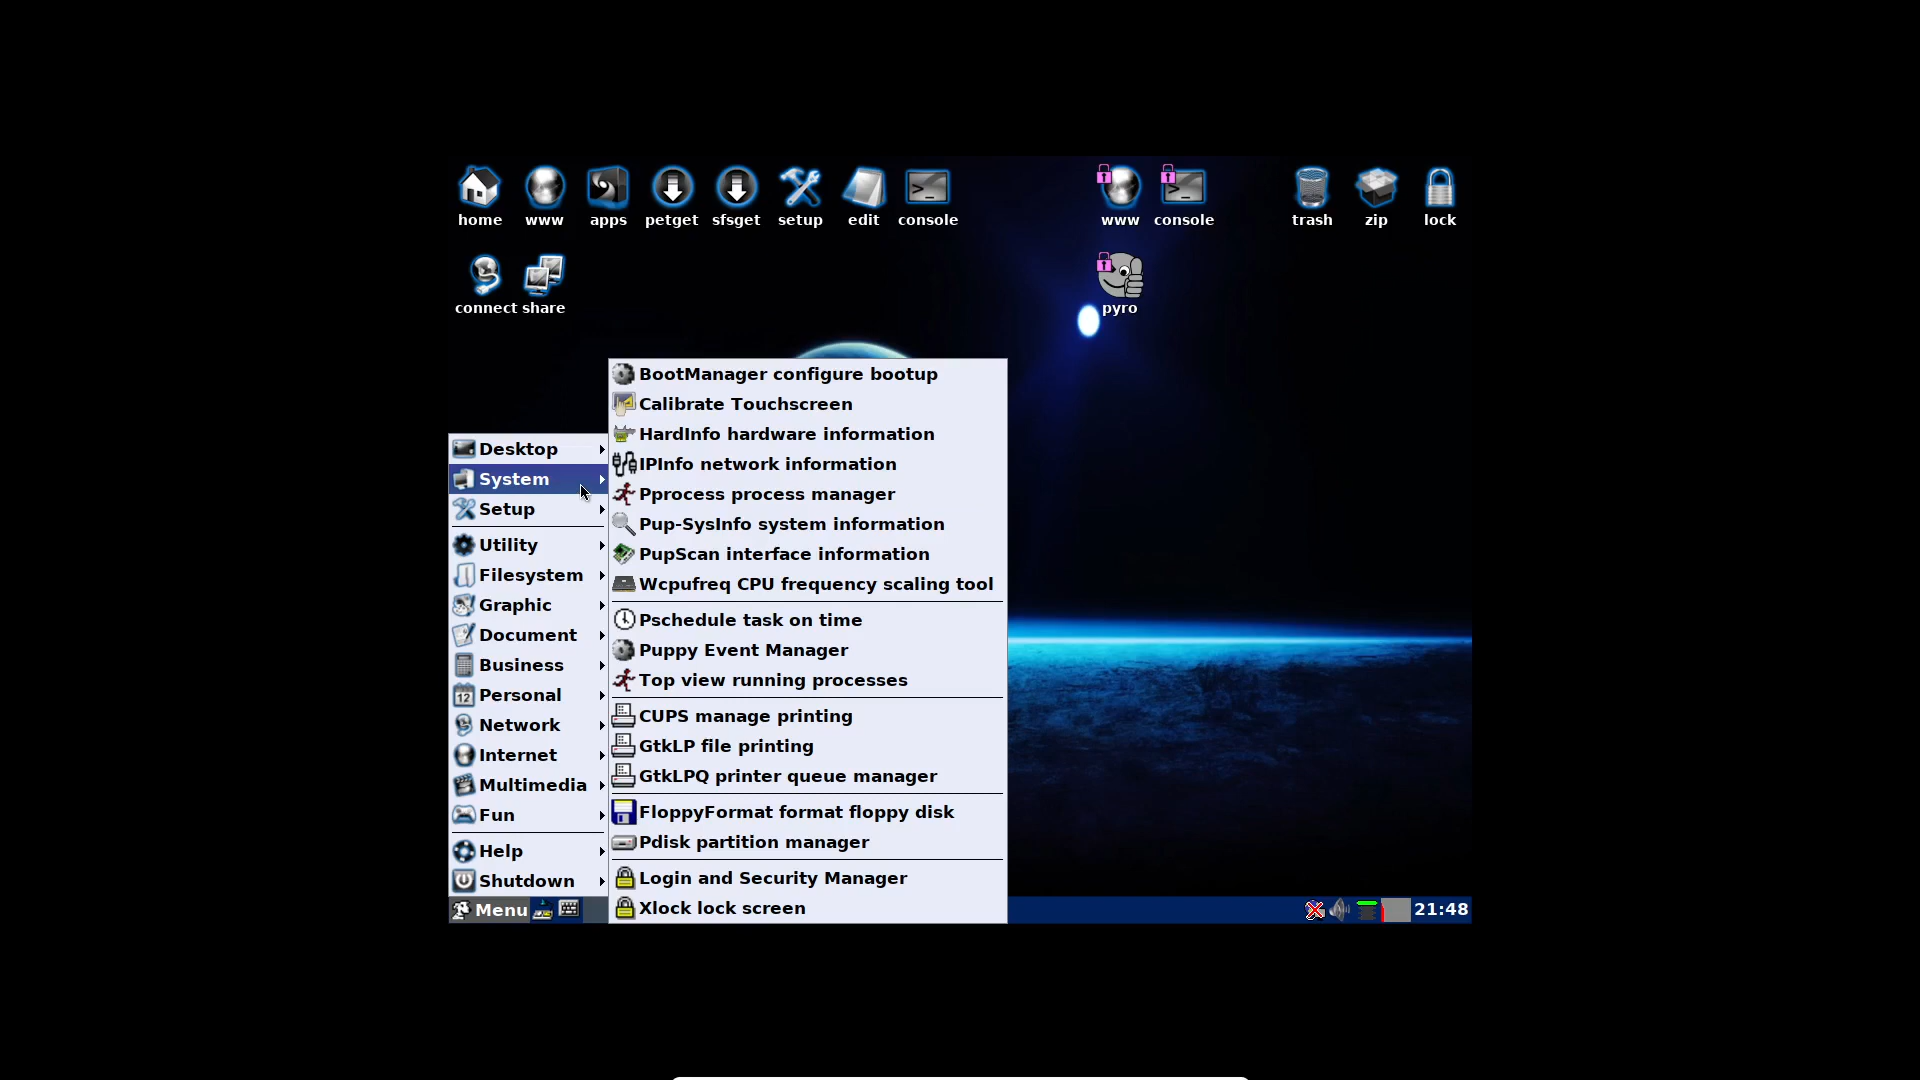 home www apps petget sfsget setup edit console www console trash zip lock
connect share pyro
Desktop
System
Setup
Utility
Filesystem
Graphic
Document
Business
Personal
Network
Internet
Multimedia
Fun
Help
Shutdown
BootManager configure bootup
Calibrate Touchscreen
HardInfo hardware information
IPInfo network information
Pprocess process manager
Pup-SysInfo system information
PupScan interface information
Wcpufreq CPU frequency scaling tool
Pschedule task on time
Puppy Event Manager
Top view running processes
CUPS manage printing
GtkLP file printing
GtkLPQ printer queue manager
FloppyFormat format floppy disk
Pdisk partition manager
Login and Security Manager
Xlock lock screen
Menu 21:48